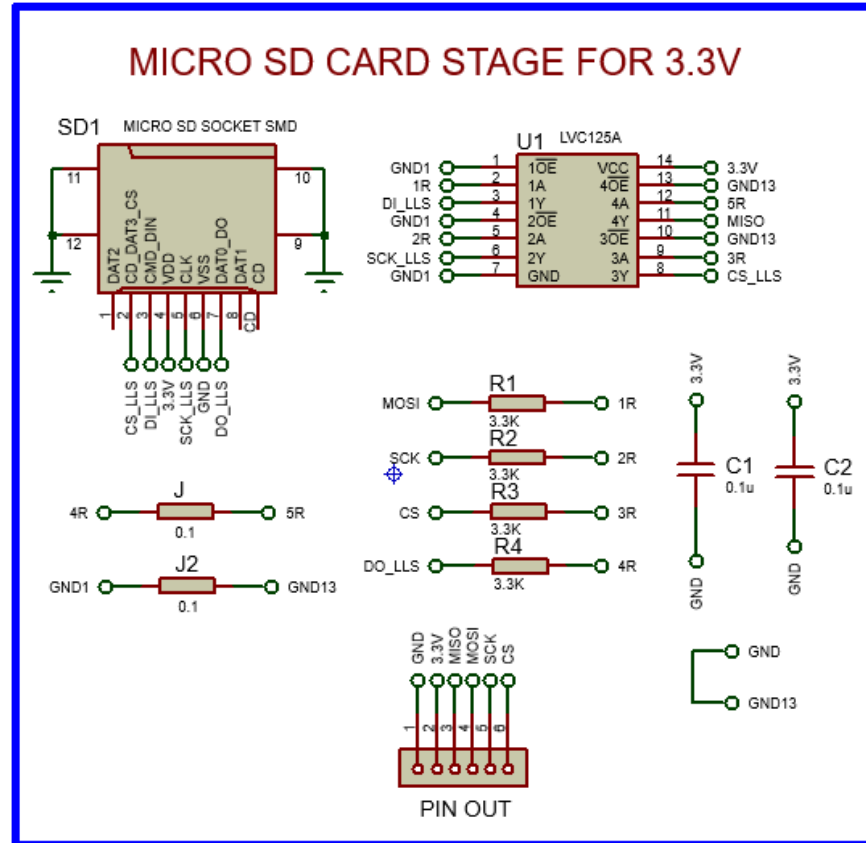 MICRO SD CARD STAGE FOR 3.3V
SD1 MICRO SD SOCKET SMD
11 10
12 9
DAT2
CD_DAT3_CS
CMD_DIN
VDD
CLK
VSS
DAT0_DO
DAT1
CD
1 2 3 4 5 6 7 8 CD
CS_LLS
DI_LLS
3.3V
SCK_LLS
GND
DO_LLS
U1 LVC125A
GND1 1 1OE VCC 14 3.3V
1R 2 1A 4OE 13 GND13
DI_LLS 3 1Y 4A 12 5R
GND1 4 2OE 4Y 11 MISO
2R 5 2A 3OE 10 GND13
SCK_LLS 6 2Y 3A 9 3R
GND1 7 GND 3Y 8 CS_LLS
R1
MOSI 1R
3.3K
R2
SCK 2R
3.3K
R3
CS 3R
3.3K
R4
DO_LLS 4R
3.3K
3.3V
C1
0.1u
GND
3.3V
C2
0.1u
GND
J
4R 5R
0.1
J2
GND1 GND13
0.1
GND
GND13
GND
3.3V
MISO
MOSI
SCK
CS
1 2 3 4 5 6
PIN OUT